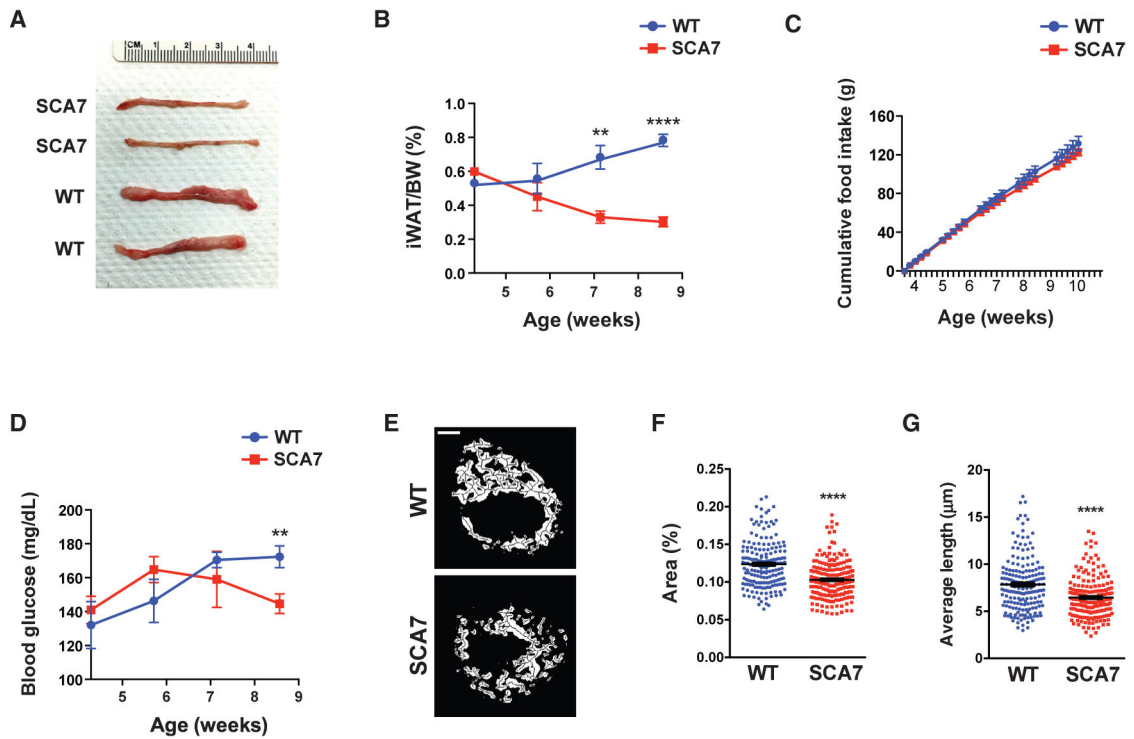 A
CM 1 2 3 4
SCA7
SCA7
WT
WT
B
WT
SCA7
iWAT/BW (%)
1.0
0.8
0.6
0.4
0.2
0.0
**
****
5 6 7 8 9
Age (weeks)
C
WT
SCA7
Cumulative food intake (g)
160
120
80
40
0
4 5 6 7 8 9 10
Age (weeks)
D
WT
SCA7
Blood glucose (mg/dL)
200
180
160
140
120
100
**
5 6 7 8 9
Age (weeks)
E
WT
SCA7
F
Area (%)
0.25
0.20
0.15
0.10
0.05
0.00
****
WT SCA7
G
Average length (μm)
20
15
10
5
0
****
WT SCA7